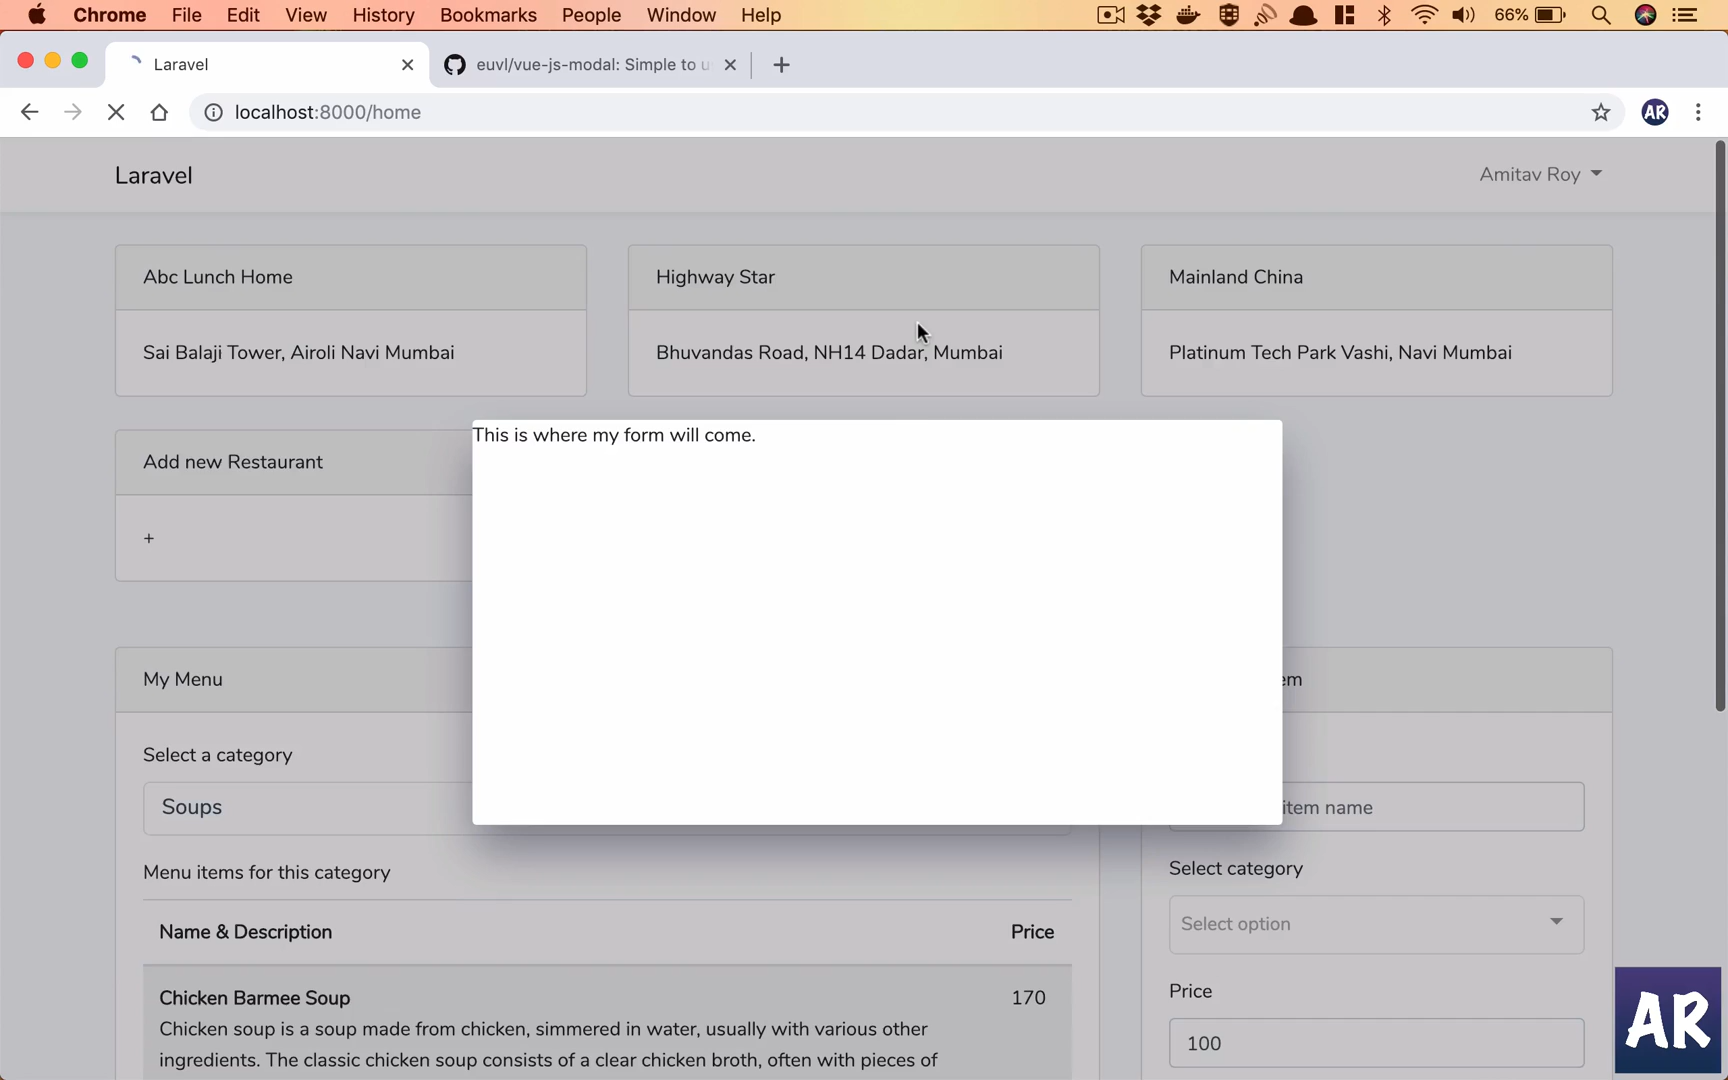 Chrome File Edit View History Bookmarks People Window Help 66%
Laravel
euvl/vue-js-modal: Simple to u
localhost:8000/home
AR
Laravel
Amitav Roy
Abc Lunch Home
Highway Star
Mainland China
Sai Balaji Tower, Airoli Navi Mumbai
Bhuvandas Road, NH14 Dadar, Mumbai
Platinum Tech Park Vashi, Navi Mumbai
This is where my form will come.
Add new Restaurant
+
My Menu
em
Select a category
Soups
item name
Menu items for this category
Select category
Select option
Name & Description
Price
Price
Chicken Barmee Soup
170
Chicken soup is a soup made from chicken, simmered in water, usually with various other
ingredients. The classic chicken soup consists of a clear chicken broth, often with pieces of
100
AR